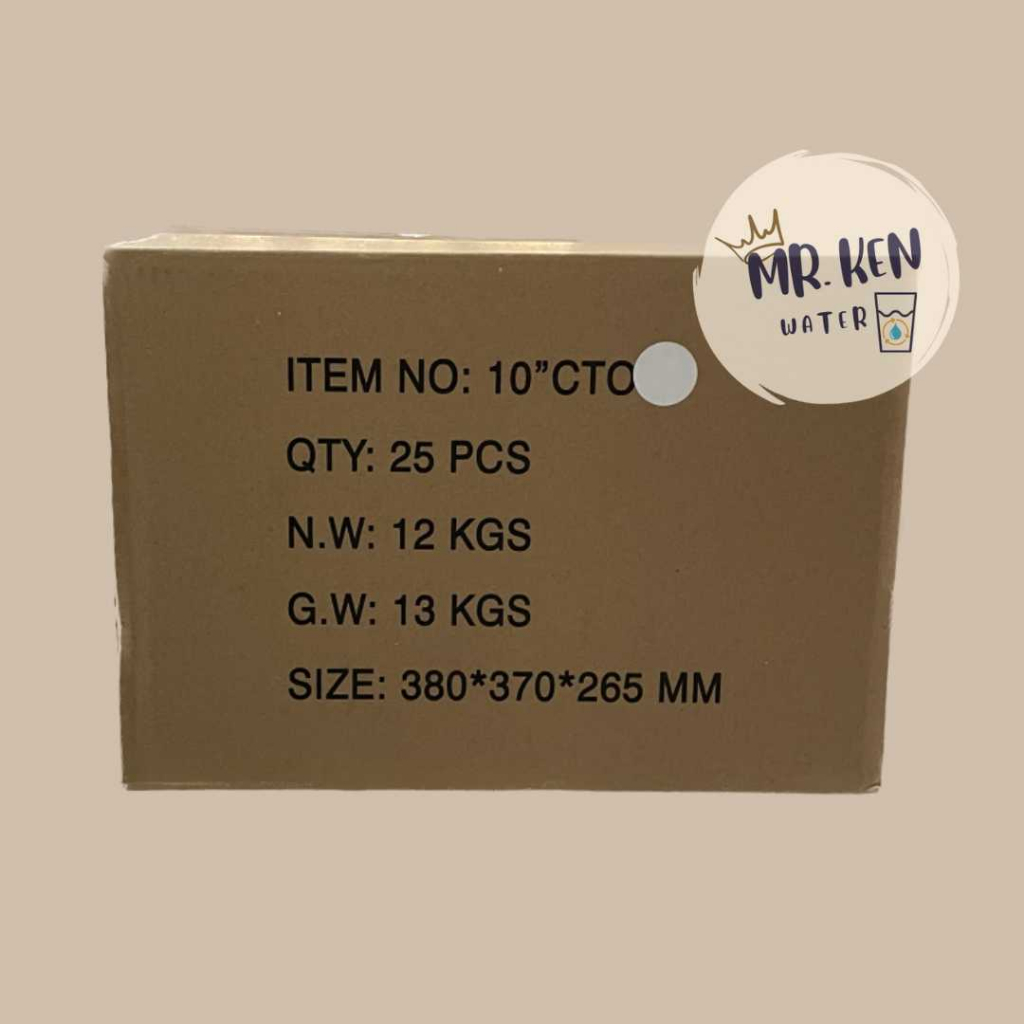 MR. KEN
WATER
ITEM NO: 10”CTO
QTY: 25 PCS
N.W: 12 KGS
G.W: 13 KGS
SIZE: 380*370*265 MM